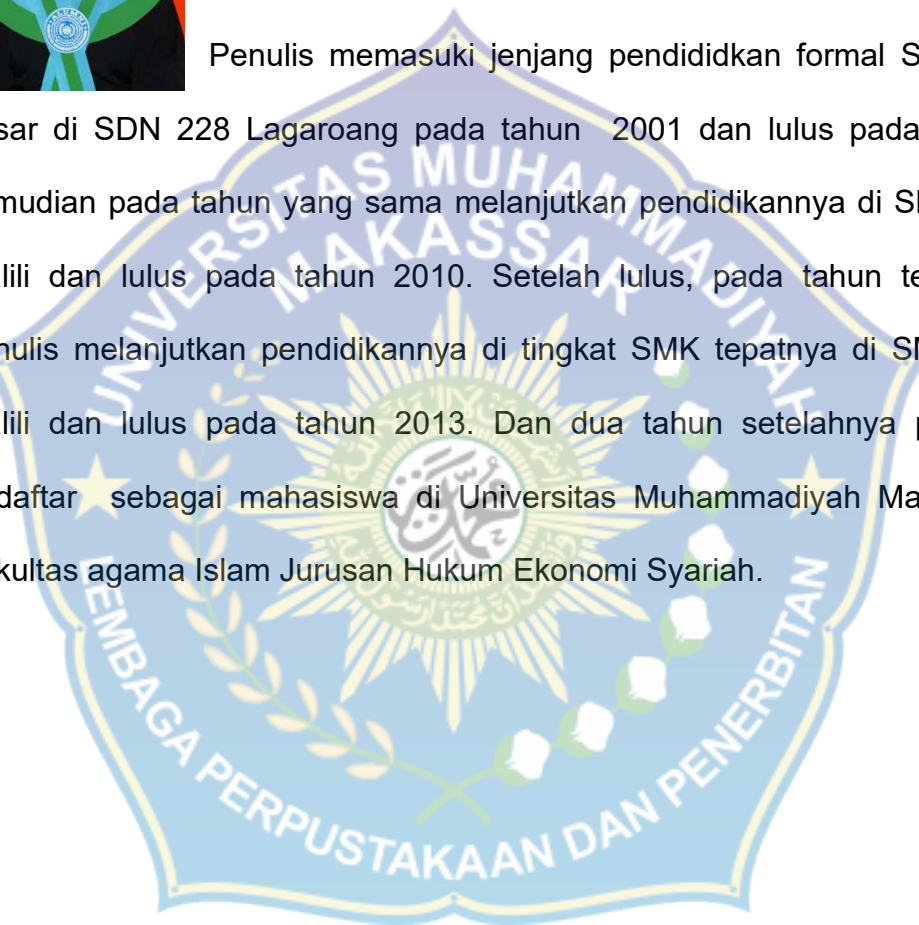 ALUMNI
Penulis memasuki jenjang pendididkan formal S
sar di SDN 228 Lagaroang pada tahun 2001 dan lulus pada
mudian pada tahun yang sama melanjutkan pendidikannya di S
lili dan lulus pada tahun 2010. Setelah lulus, pada tahun te
nulis melanjutkan pendidikannya di tingkat SMK tepatnya di SM
lili dan lulus pada tahun 2013. Dan dua tahun setelahnya p
daftar sebagai mahasiswa di Universitas Muhammadiyah Ma
kultas agama Islam Jurusan Hukum Ekonomi Syariah.
UNIVERSITAS MUHAMMADIYAH
MAKASSAR
LEMBAGA PERPUSTAKAAN DAN PENERBITAN